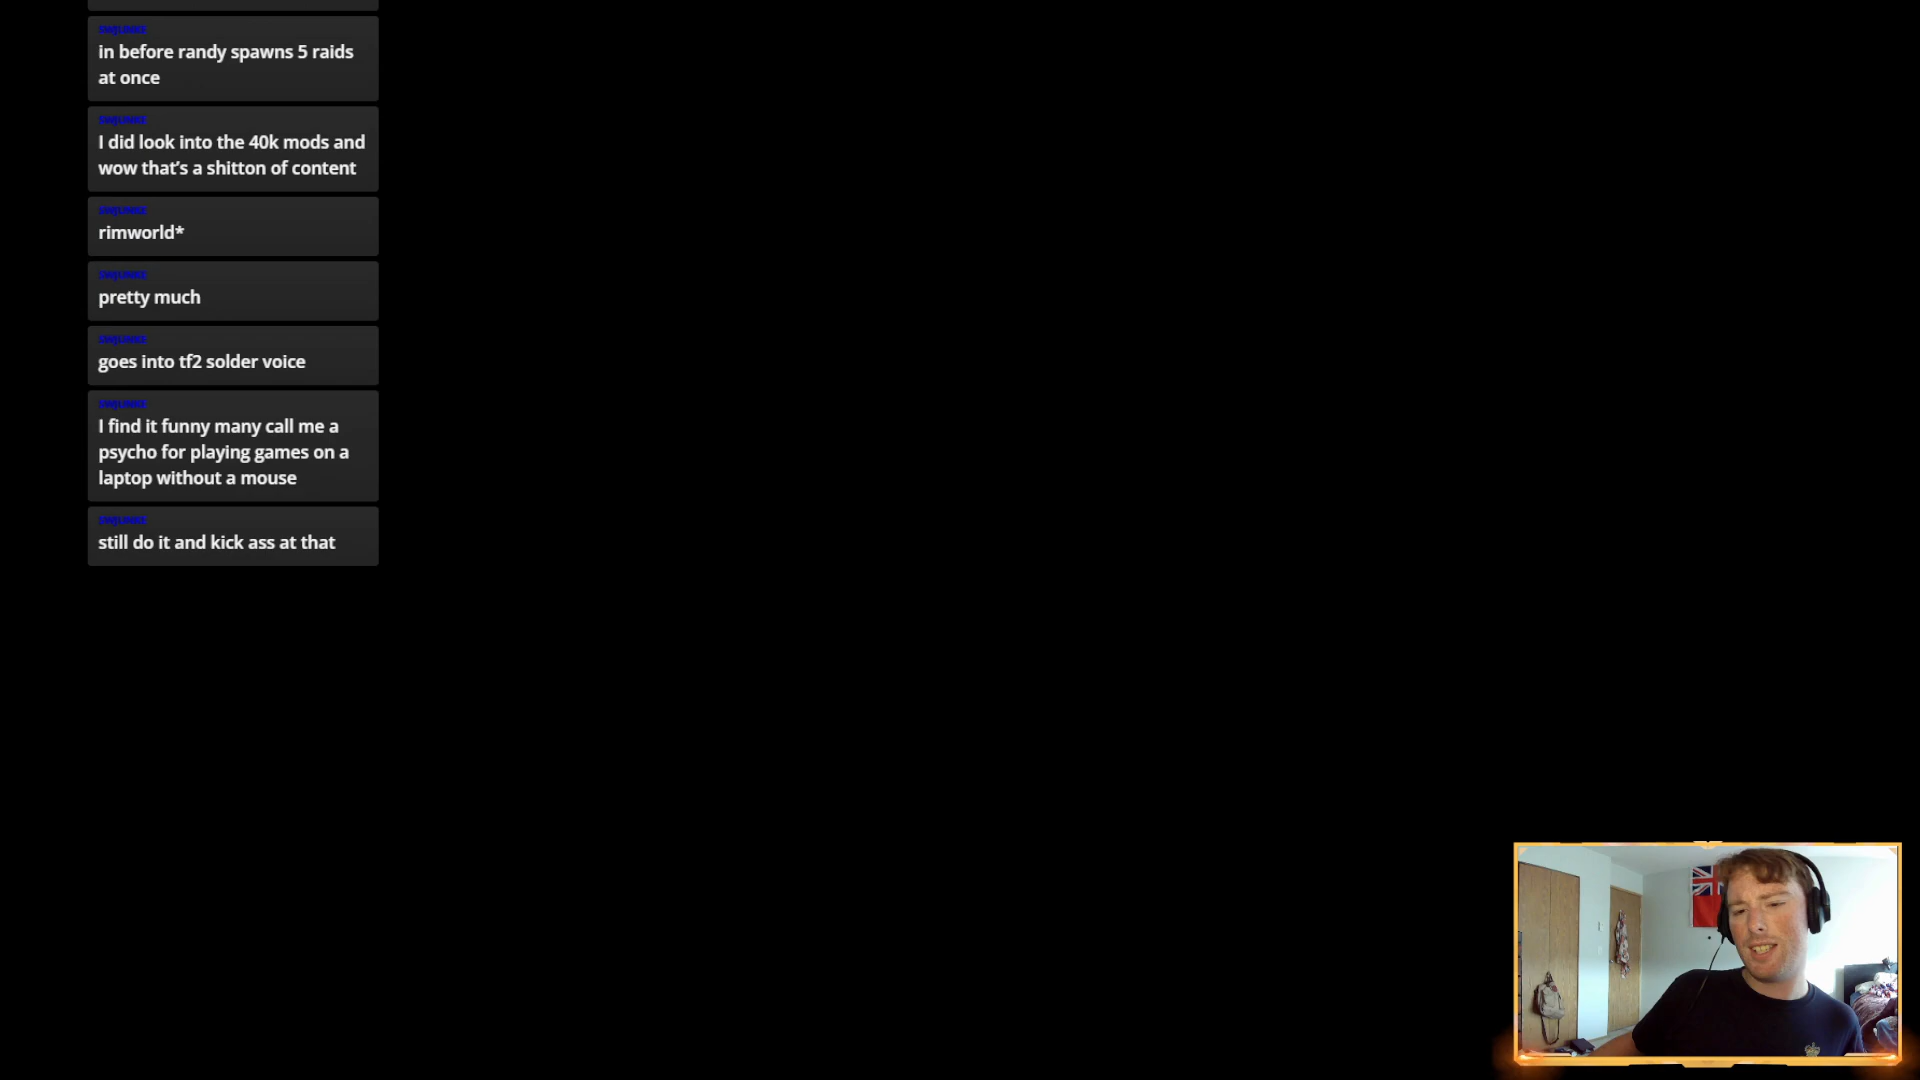 in before randy spawns 5 raids
at once
I did look into the 40k mods and
wow that's a shitton of content
rimworld*
pretty much
goes into tf2 solder voice
I find it funny many call me a
psycho for playing games on a
laptop without a mouse
still do it and kick ass at that